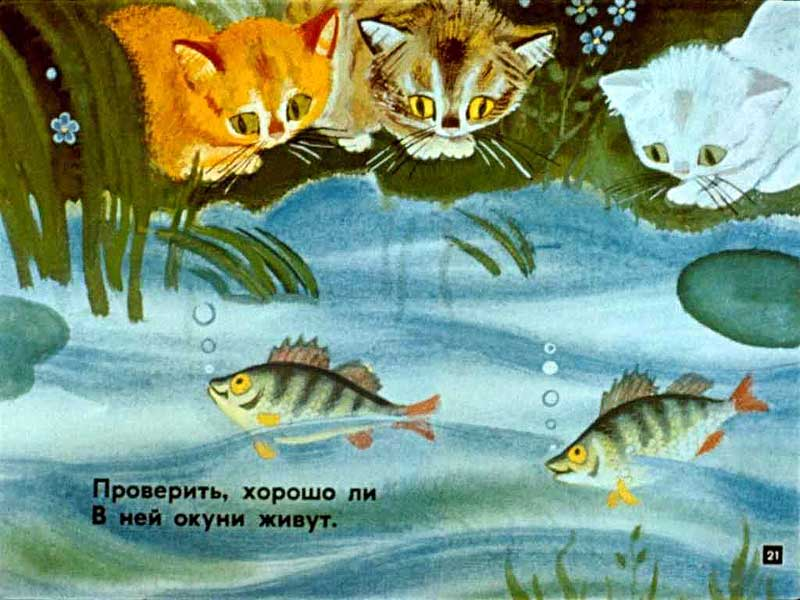 Проверить, хорошо ли
В ней окуни живут.
21